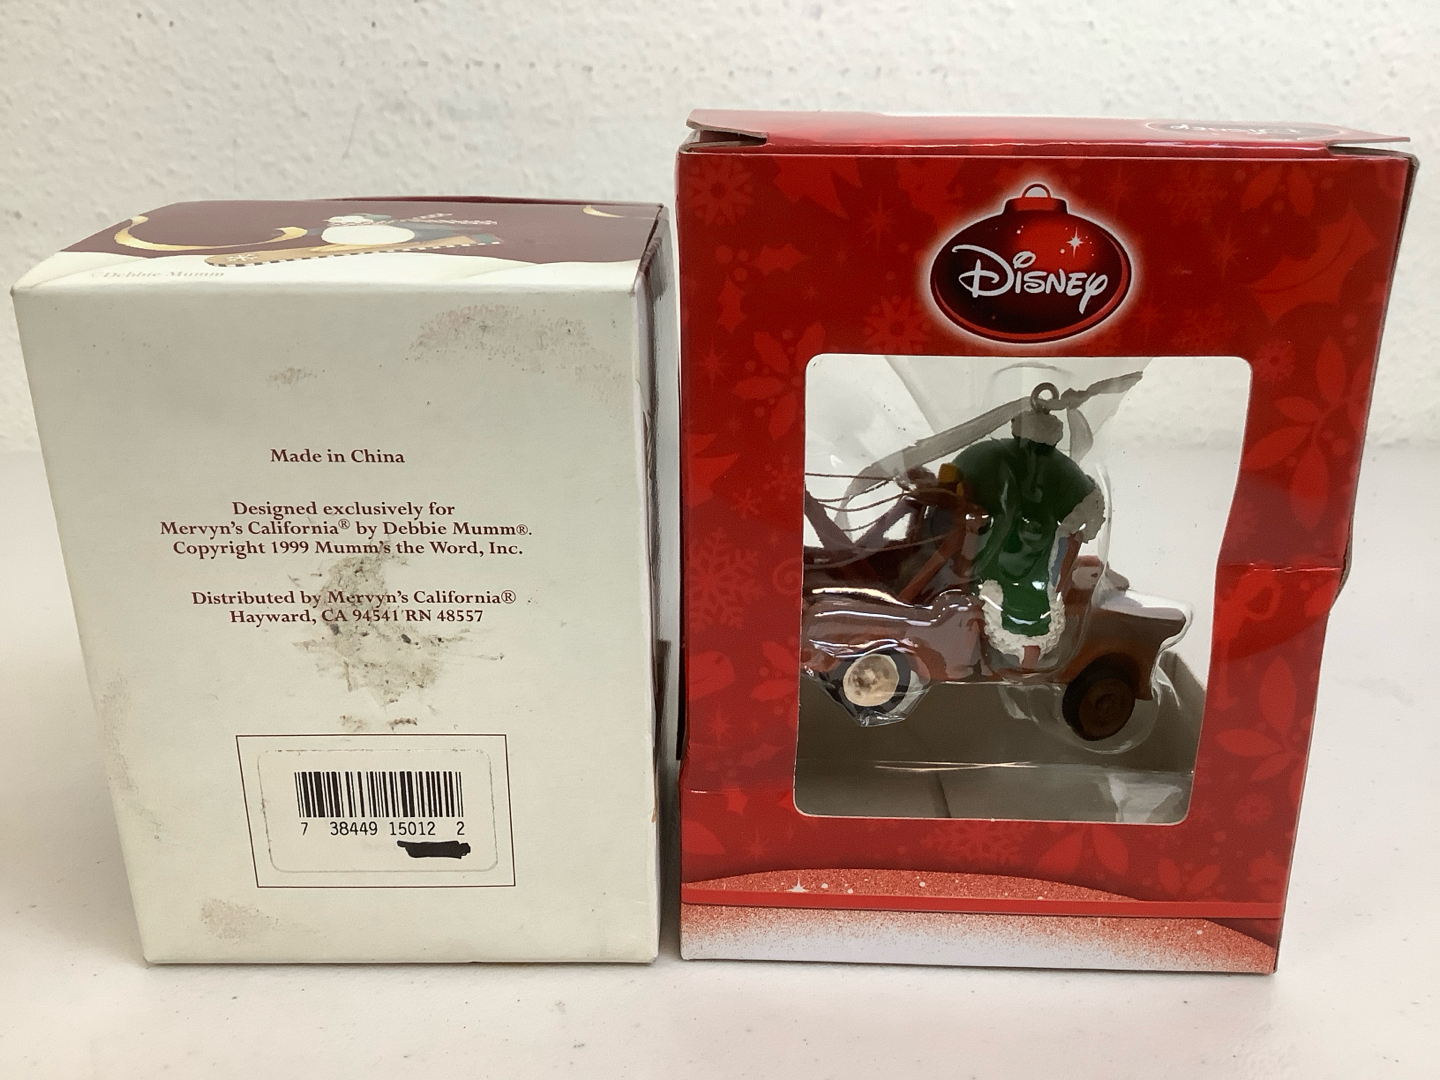 ©Debbie Mumm
Made in China
Designed exclusively for
Mervyn's California® by Debbie Mumm®.
Copyright 1999 Mumm's the Word, Inc.
Distributed by Mervyn's California®
Hayward, CA 94541 RN 48557
7 38449 15012 2
Disney